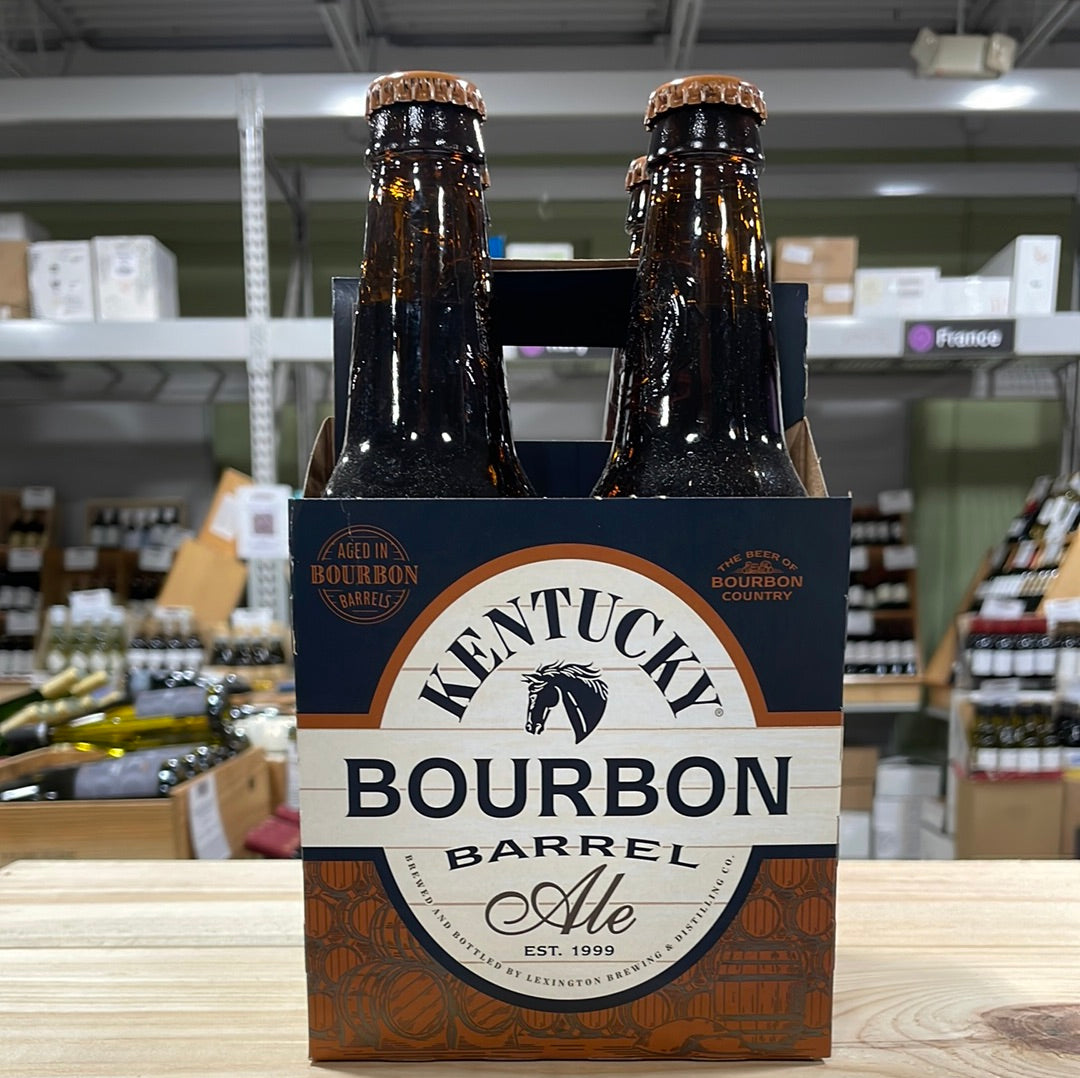 France
AGED IN
BOURBON
BARRELS
THE BEER OF
BOURBON
COUNTRY
KENTUCKY®
BOURBON
BARREL
Ale
EST. 1999
BREWED AND BOTTLED BY LEXINGTON BREWING & DISTILLING CO.